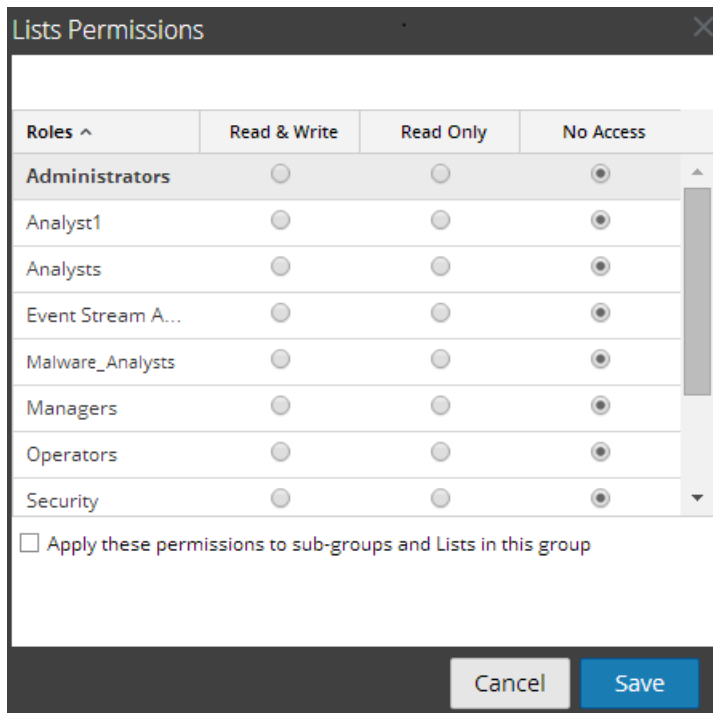 Lists Permissions
Roles Read & Write Read Only No Access
Administrators
Analyst1
Analysts
Event Stream A...
Malware_Analysts
Managers
Operators
Security
Apply these permissions to sub-groups and Lists in this group
Cancel Save